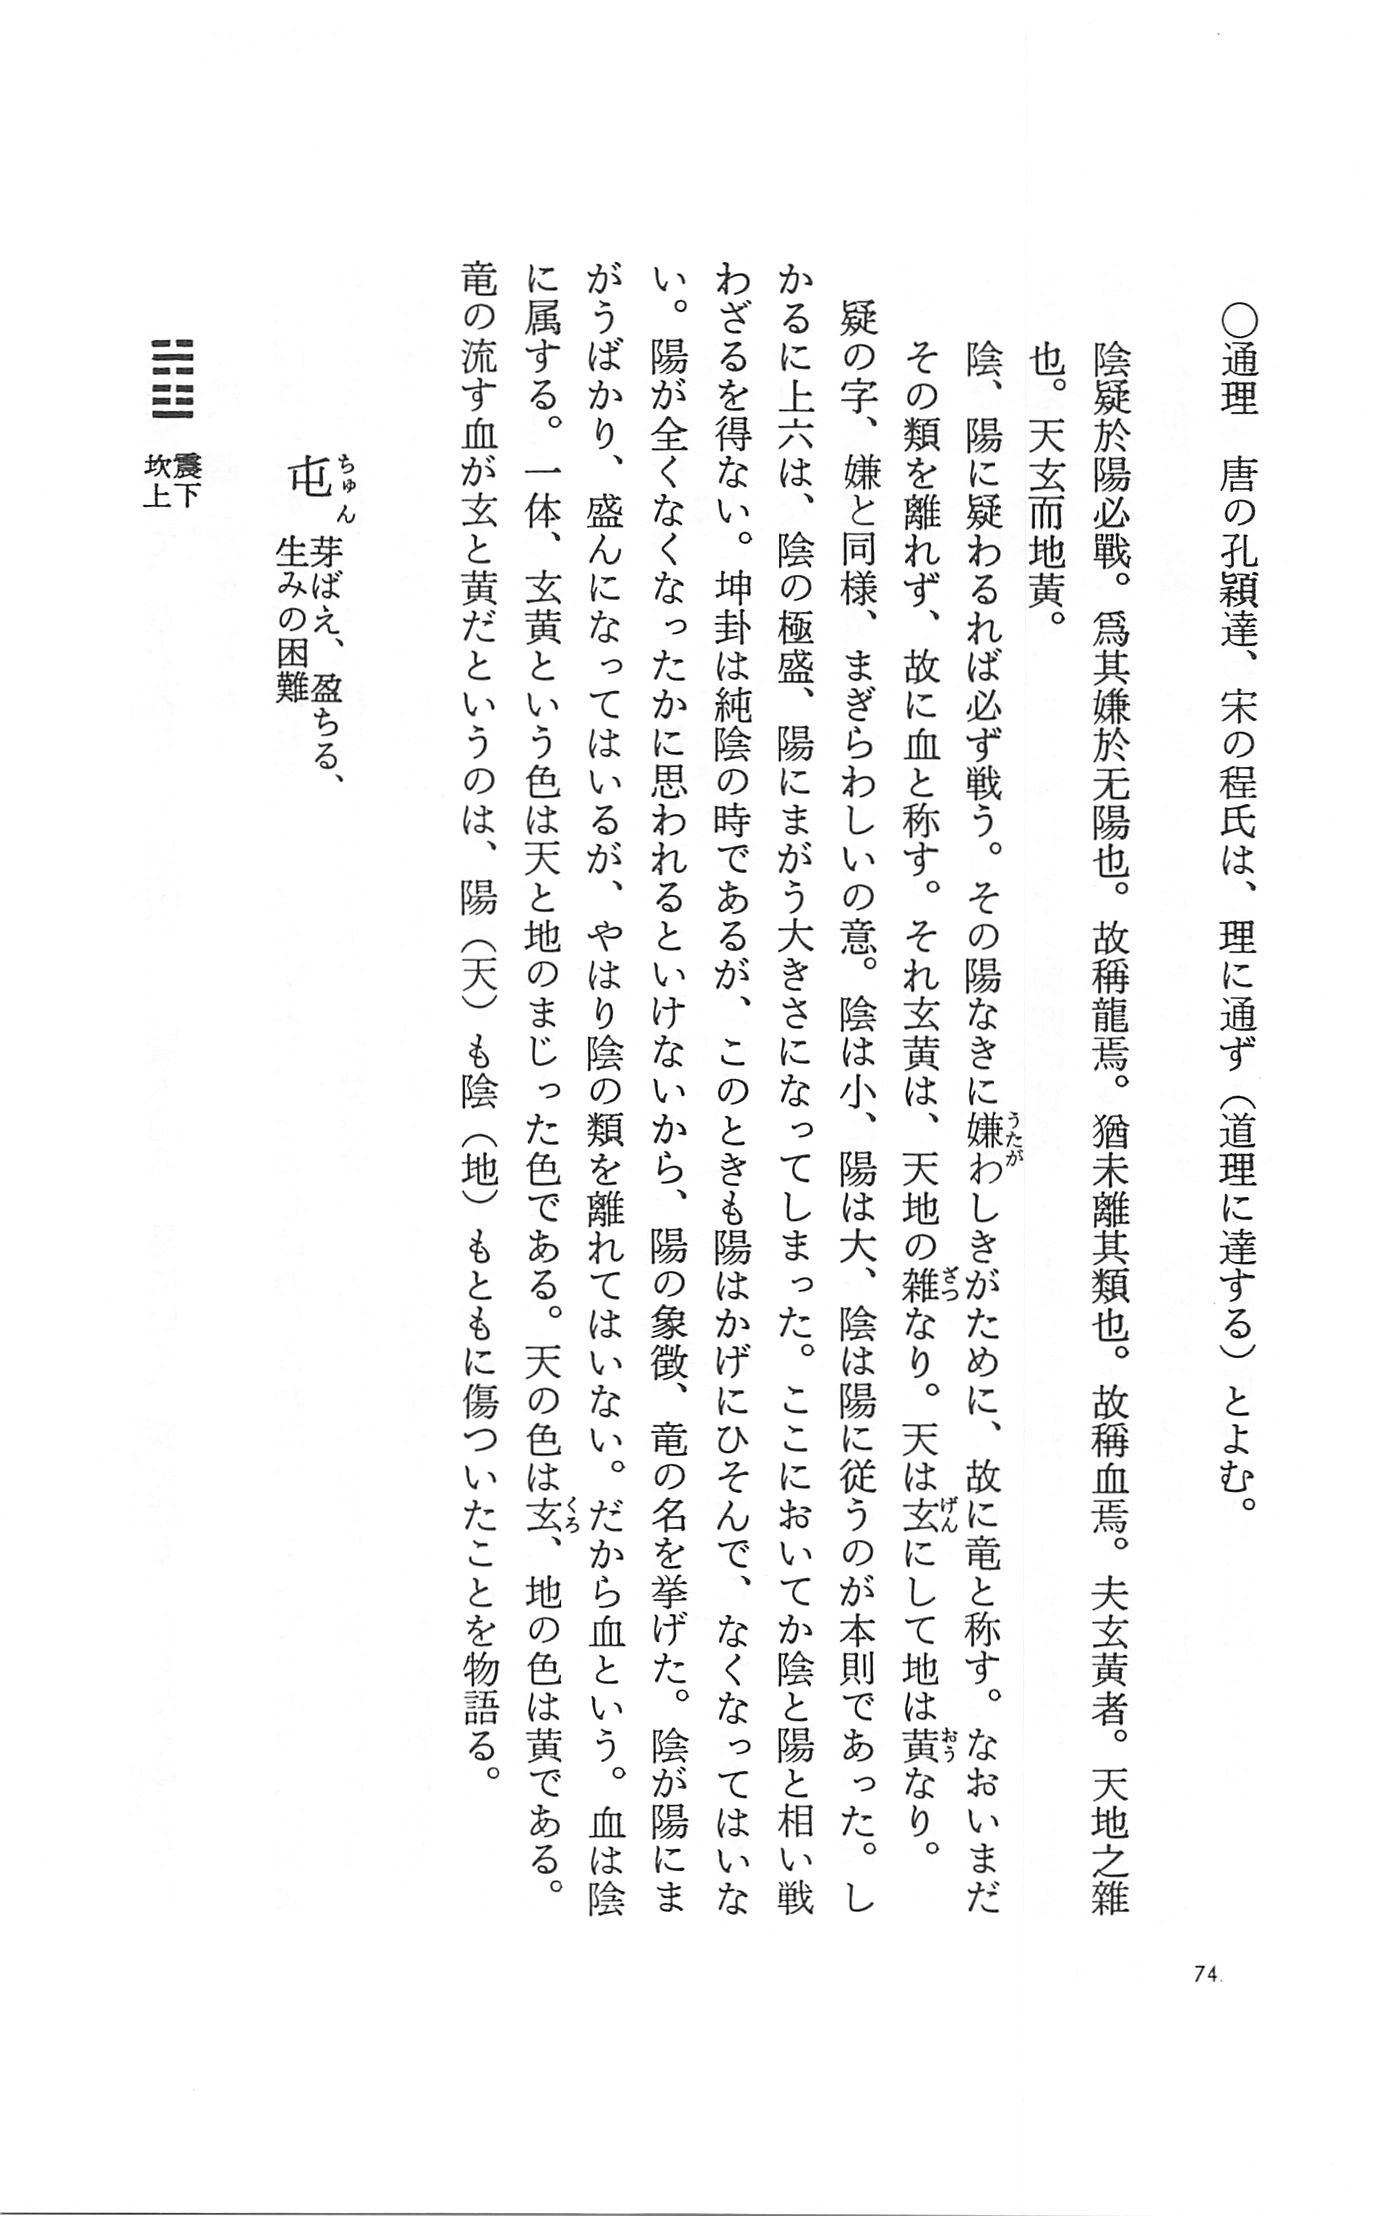 〇通理　唐の孔穎達、宋の程氏は、理に通ず（道理に達する）とよむ。
陰疑於陽必戰。爲其嫌於无陽也。故稱龍焉。猶未離其類也。故稱血焉。夫玄黃者。天地之雜
也。天玄而地黃。
陰、陽に疑わるれば必ず戦う。その陽なきに嫌わしきがために、故に竜と称す。なおいまだ
うたが
その類を離れず、故に血と称す。それ玄黄は、天地の雑なり。天は玄にして地は黄なり。
ざつ
げん
おう
疑の字、嫌と同様、まぎらわしいの意。陰は小、陽は大、陰は陽に従うのが本則であった。し
かるに上六は、陰の極盛、陽にまがう大きさになってしまった。ここにおいてか陰と陽と相い戦
わざるを得ない。坤卦は純陰の時であるが、このときも陽はかげにひそんで、なくなってはいな
い。陽が全くなくなったかに思われるといけないから、陽の象徴、竜の名を挙げた。陰が陽にま
がうばかり、盛んになってはいるが、やはり陰の類を離れてはいない。だから血という。血は陰
に属する。一体、玄黄という色は天と地のまじった色である。天の色は玄、地の色は黄である。
くろ
竜の流す血が玄と黄だというのは、陽（天）も陰（地）もともに傷ついたことを物語る。
屯
ちゅん
芽ばえ、盈ちる、
生みの困難
震下
坎上
74